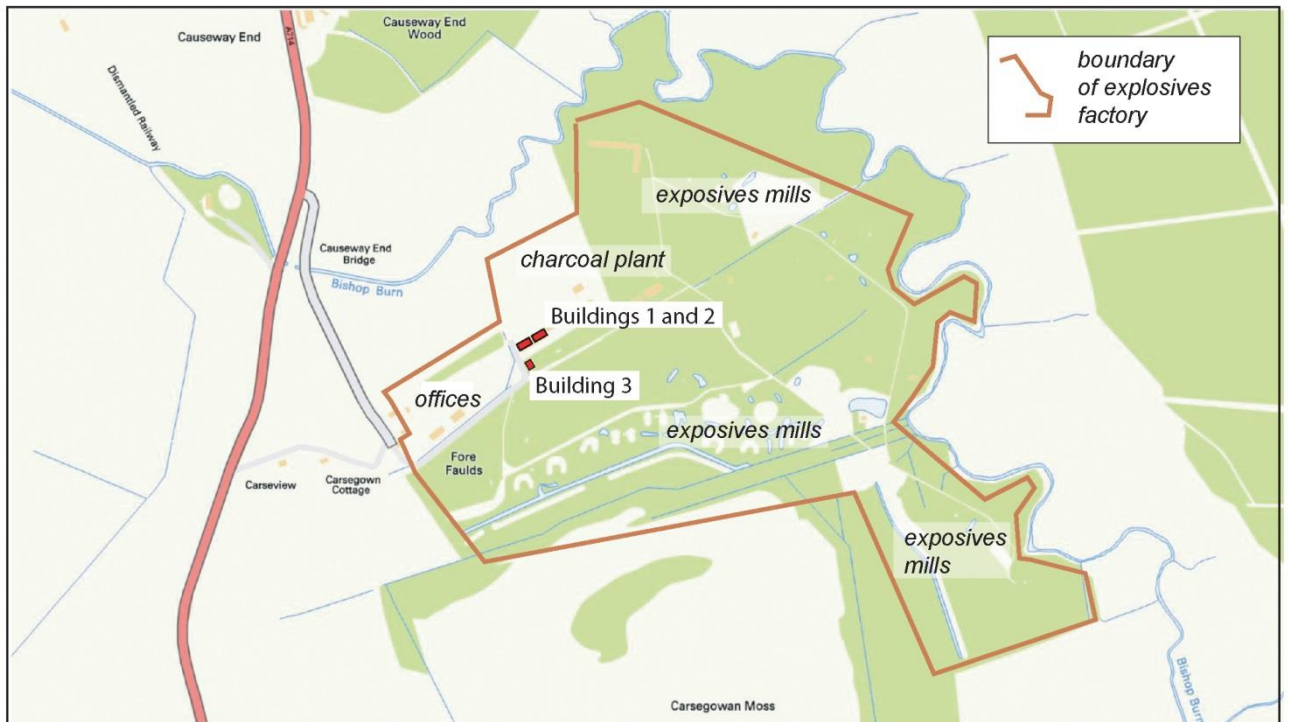 Causeway End
A714
Causeway End
Wood
Dismantled Railway
boundary
of explosives
factory
exposives mills
Causeway End
Bridge
Bishop Burn
charcoal plant
Buildings 1 and 2
Building 3
offices
exposives mills
Fore
Faulds
Carseview
Carsegown
Cottage
exposives
mills
Bishop Burn
Carsegowan Moss